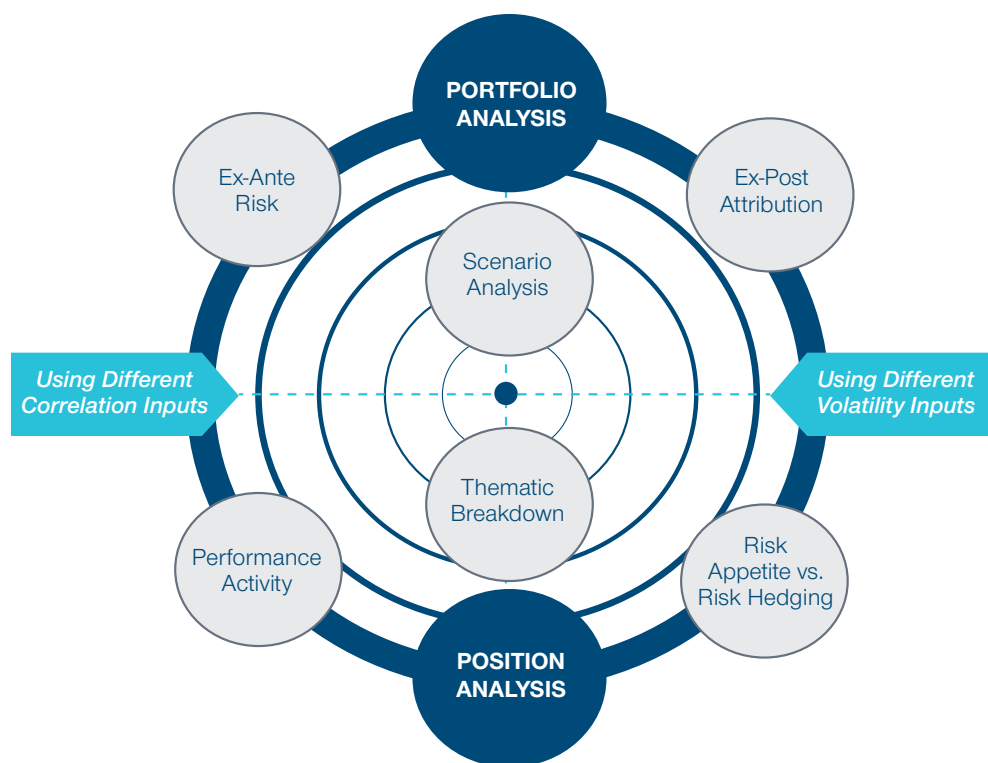 PORTFOLIO
ANALYSIS
Ex-Ante
Risk
Ex-Post
Attribution
Scenario
Analysis
Using Different
Correlation Inputs
Using Different
Volatility Inputs
Thematic
Breakdown
Performance
Activity
Risk
Appetite vs.
Risk Hedging
POSITION
ANALYSIS